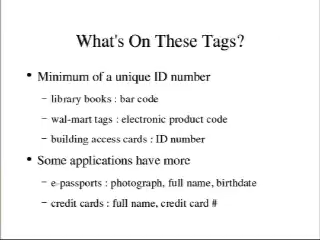 What's On These Tags?
• Minimum of a unique ID number
– library books : bar code
– wal-mart tags : electronic product code
– building access cards : ID number
• Some applications have more
– e-passports : photograph, full name, birthdate
– credit cards : full name, credit card #